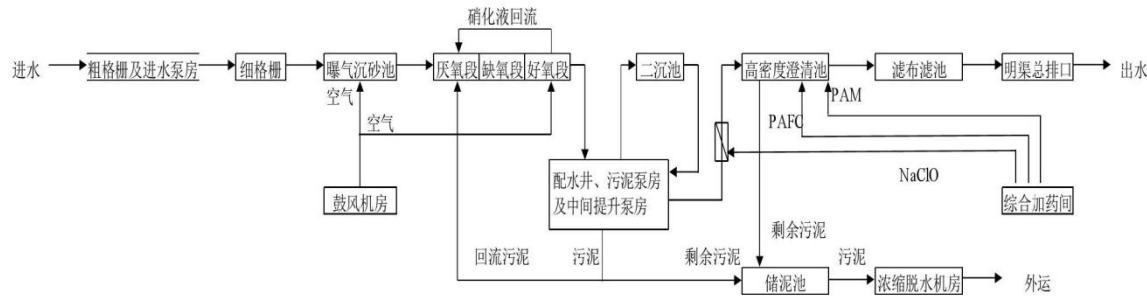 硝化液回流
进水
粗格栅及进水泵房
细格栅
曝气沉砂池
厌氧段
缺氧段
好氧段
二沉池
高密度澄清池
滤布滤池
明渠总排口
出水
空气
空气
PAM
PAFC
NaClO
鼓风机房
配水井、污泥泵房
及中间提升泵房
综合加药间
回流污泥
污泥
剩余污泥
剩余污泥
污泥
储泥池
浓缩脱水机房
外运